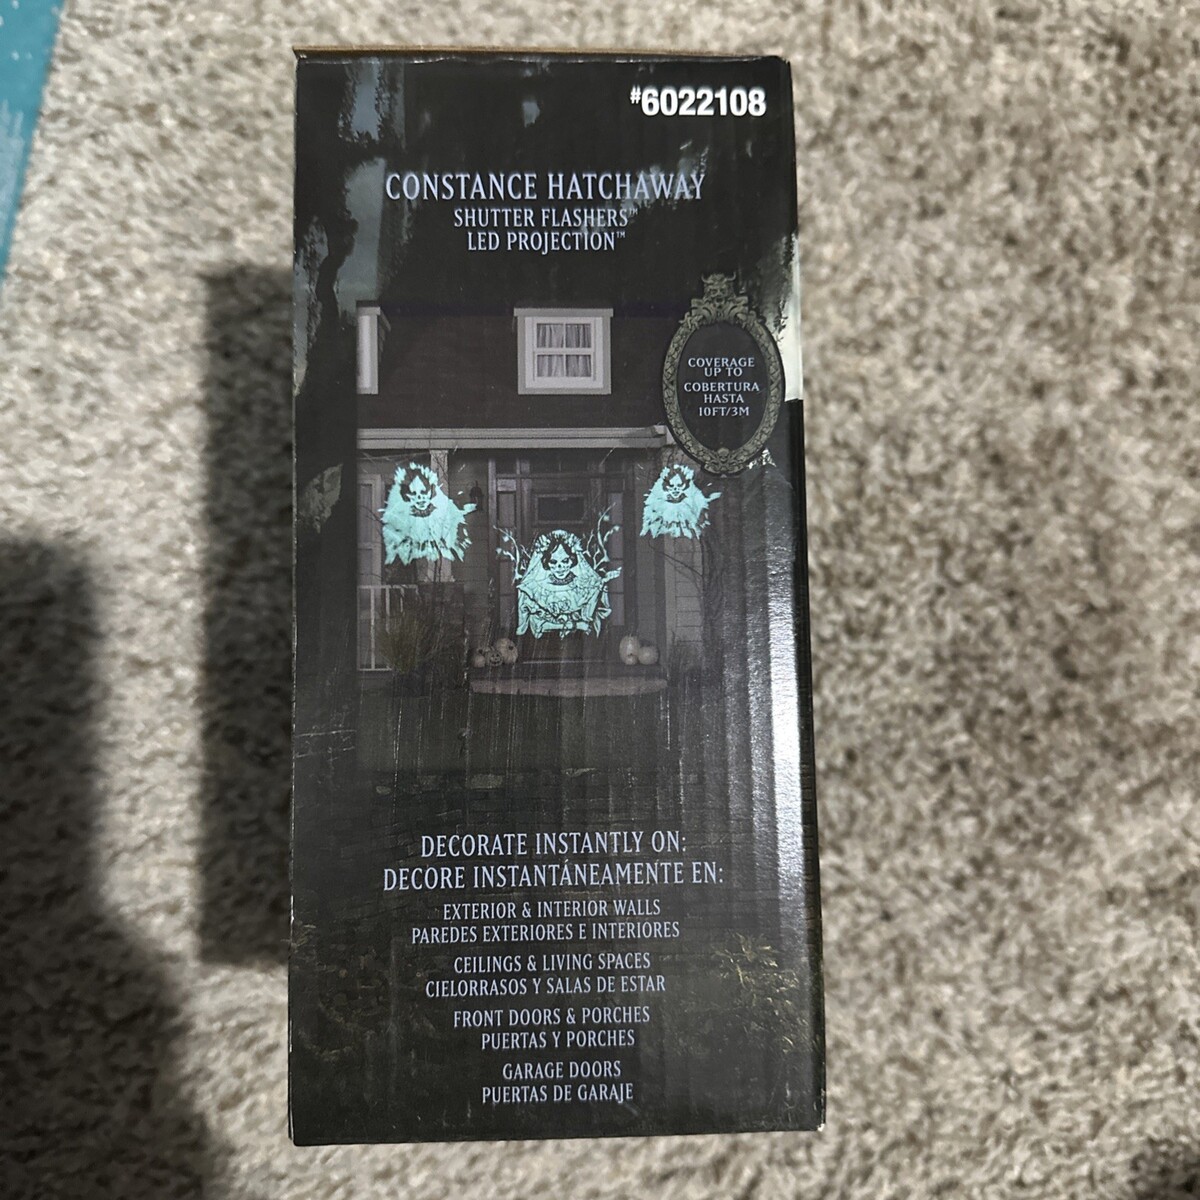 #6022108
CONSTANCE HATCHAWAY
SHUTTER FLASHERS™
LED PROJECTION™
COVERAGE
UP TO
COBERTURA
HASTA
10FT/3M
DECORATE INSTANTLY ON:
DECORE INSTANTÁNEAMENTE EN:
EXTERIOR & INTERIOR WALLS
PAREDES EXTERIORES E INTERIORES
CEILINGS & LIVING SPACES
CIELORRASOS Y SALAS DE ESTAR
FRONT DOORS & PORCHES
PUERTAS Y PORCHES
GARAGE DOORS
PUERTAS DE GARAJE